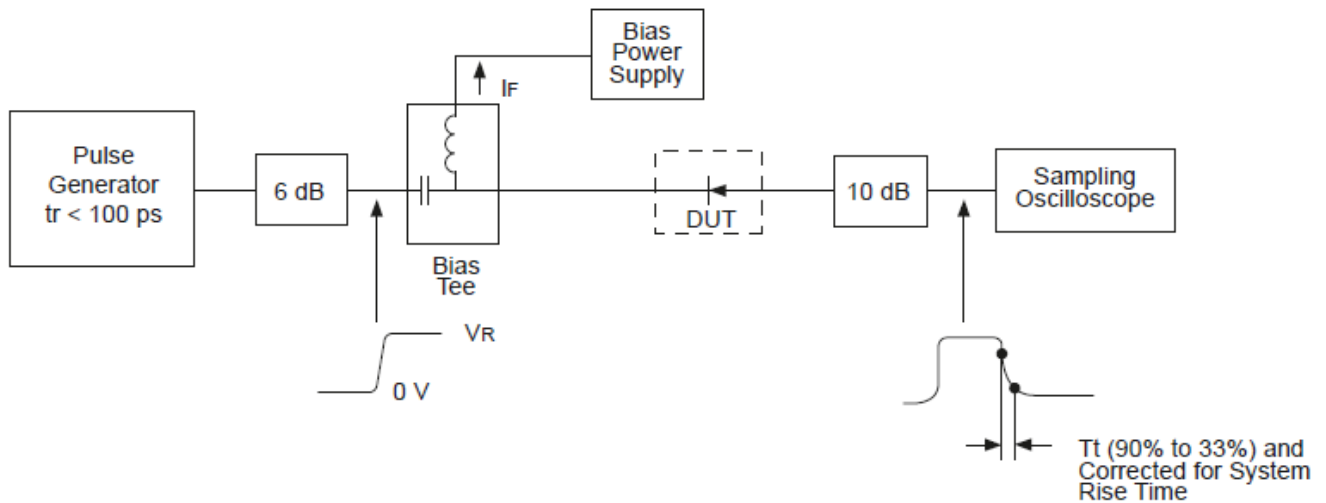 Bias
Power
Supply
IF
Pulse
Generator
tr < 100 ps
6 dB
DUT
10 dB
Sampling
Oscilloscope
Bias
Tee
VR
0 V
Tt (90% to 33%) and
Corrected for System
Rise Time